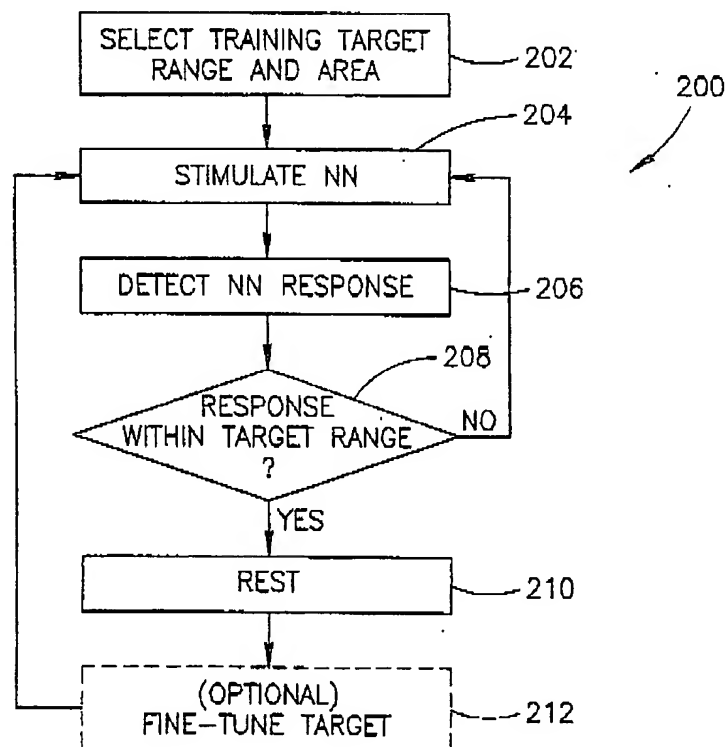 SELECT TRAINING TARGET
RANGE AND AREA
202
200
204
STIMULATE NN
DETECT NN RESPONSE
206
208
RESPONSE
WITHIN TARGET RANGE
?
NO
YES
REST
210
(OPTIONAL)
FINE-TUNE TARGET
212